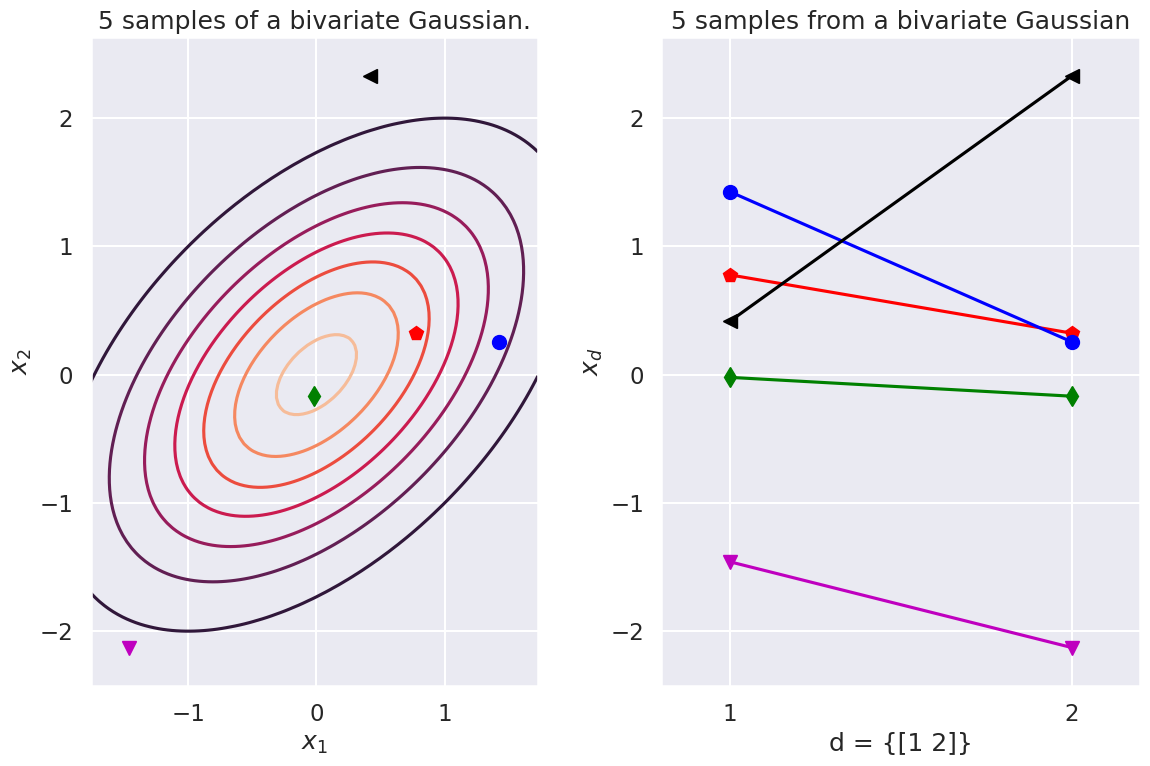 5 samples of a bivariate Gaussian.
x₂
2
1
0
−1
−2
−1 0 1
x₁
5 samples from a bivariate Gaussian
x_d
2
1
0
−1
−2
1 2
d = {[1 2]}